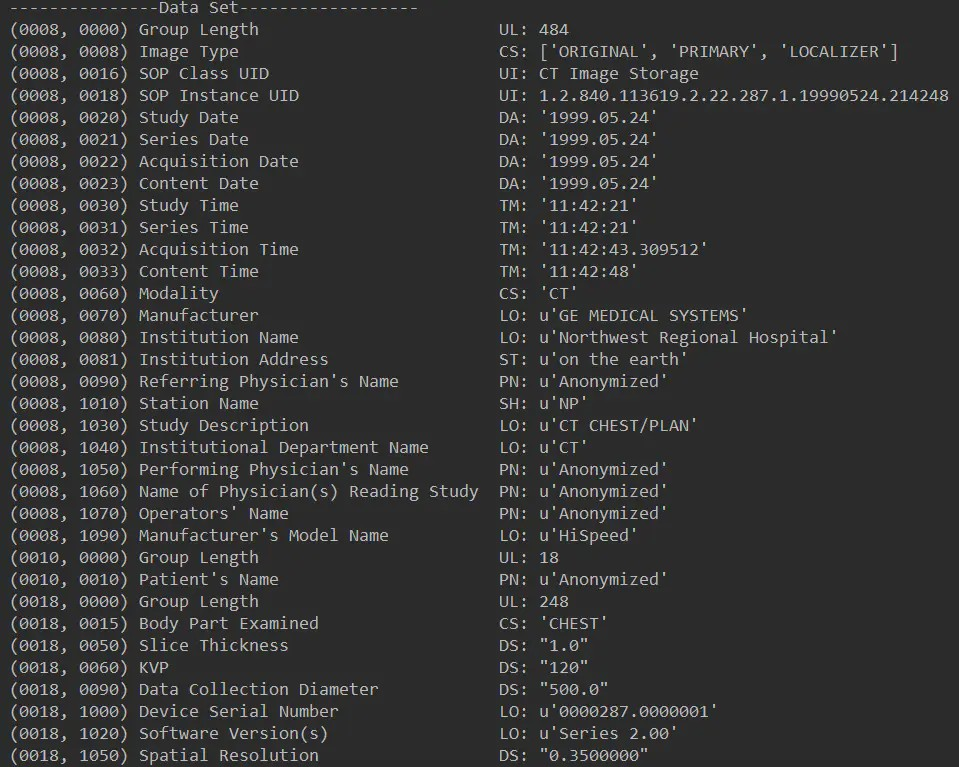 ---------------Data Set------------------
(0008, 0000) Group Length                        UL: 484
(0008, 0008) Image Type                          CS: ['ORIGINAL', 'PRIMARY', 'LOCALIZER']
(0008, 0016) SOP Class UID                       UI: CT Image Storage
(0008, 0018) SOP Instance UID                    UI: 1.2.840.113619.2.22.287.1.19990524.214248
(0008, 0020) Study Date                          DA: '1999.05.24'
(0008, 0021) Series Date                         DA: '1999.05.24'
(0008, 0022) Acquisition Date                    DA: '1999.05.24'
(0008, 0023) Content Date                        DA: '1999.05.24'
(0008, 0030) Study Time                          TM: '11:42:21'
(0008, 0031) Series Time                         TM: '11:42:21'
(0008, 0032) Acquisition Time                    TM: '11:42:43.309512'
(0008, 0033) Content Time                        TM: '11:42:48'
(0008, 0060) Modality                            CS: 'CT'
(0008, 0070) Manufacturer                        LO: u'GE MEDICAL SYSTEMS'
(0008, 0080) Institution Name                    LO: u'Northwest Regional Hospital'
(0008, 0081) Institution Address                 ST: u'on the earth'
(0008, 0090) Referring Physician's Name          PN: u'Anonymized'
(0008, 1010) Station Name                        SH: u'NP'
(0008, 1030) Study Description                   LO: u'CT CHEST/PLAN'
(0008, 1040) Institutional Department Name       LO: u'CT'
(0008, 1050) Performing Physician's Name         PN: u'Anonymized'
(0008, 1060) Name of Physician(s) Reading Study  PN: u'Anonymized'
(0008, 1070) Operators' Name                     PN: u'Anonymized'
(0008, 1090) Manufacturer's Model Name           LO: u'HiSpeed'
(0010, 0000) Group Length                        UL: 18
(0010, 0010) Patient's Name                      PN: u'Anonymized'
(0018, 0000) Group Length                        UL: 248
(0018, 0015) Body Part Examined                  CS: 'CHEST'
(0018, 0050) Slice Thickness                     DS: "1.0"
(0018, 0060) KVP                                 DS: "120"
(0018, 0090) Data Collection Diameter            DS: "500.0"
(0018, 1000) Device Serial Number                LO: u'0000287.0000001'
(0018, 1020) Software Version(s)                 LO: u'Series 2.00'
(0018, 1050) Spatial Resolution                  DS: "0.3500000"